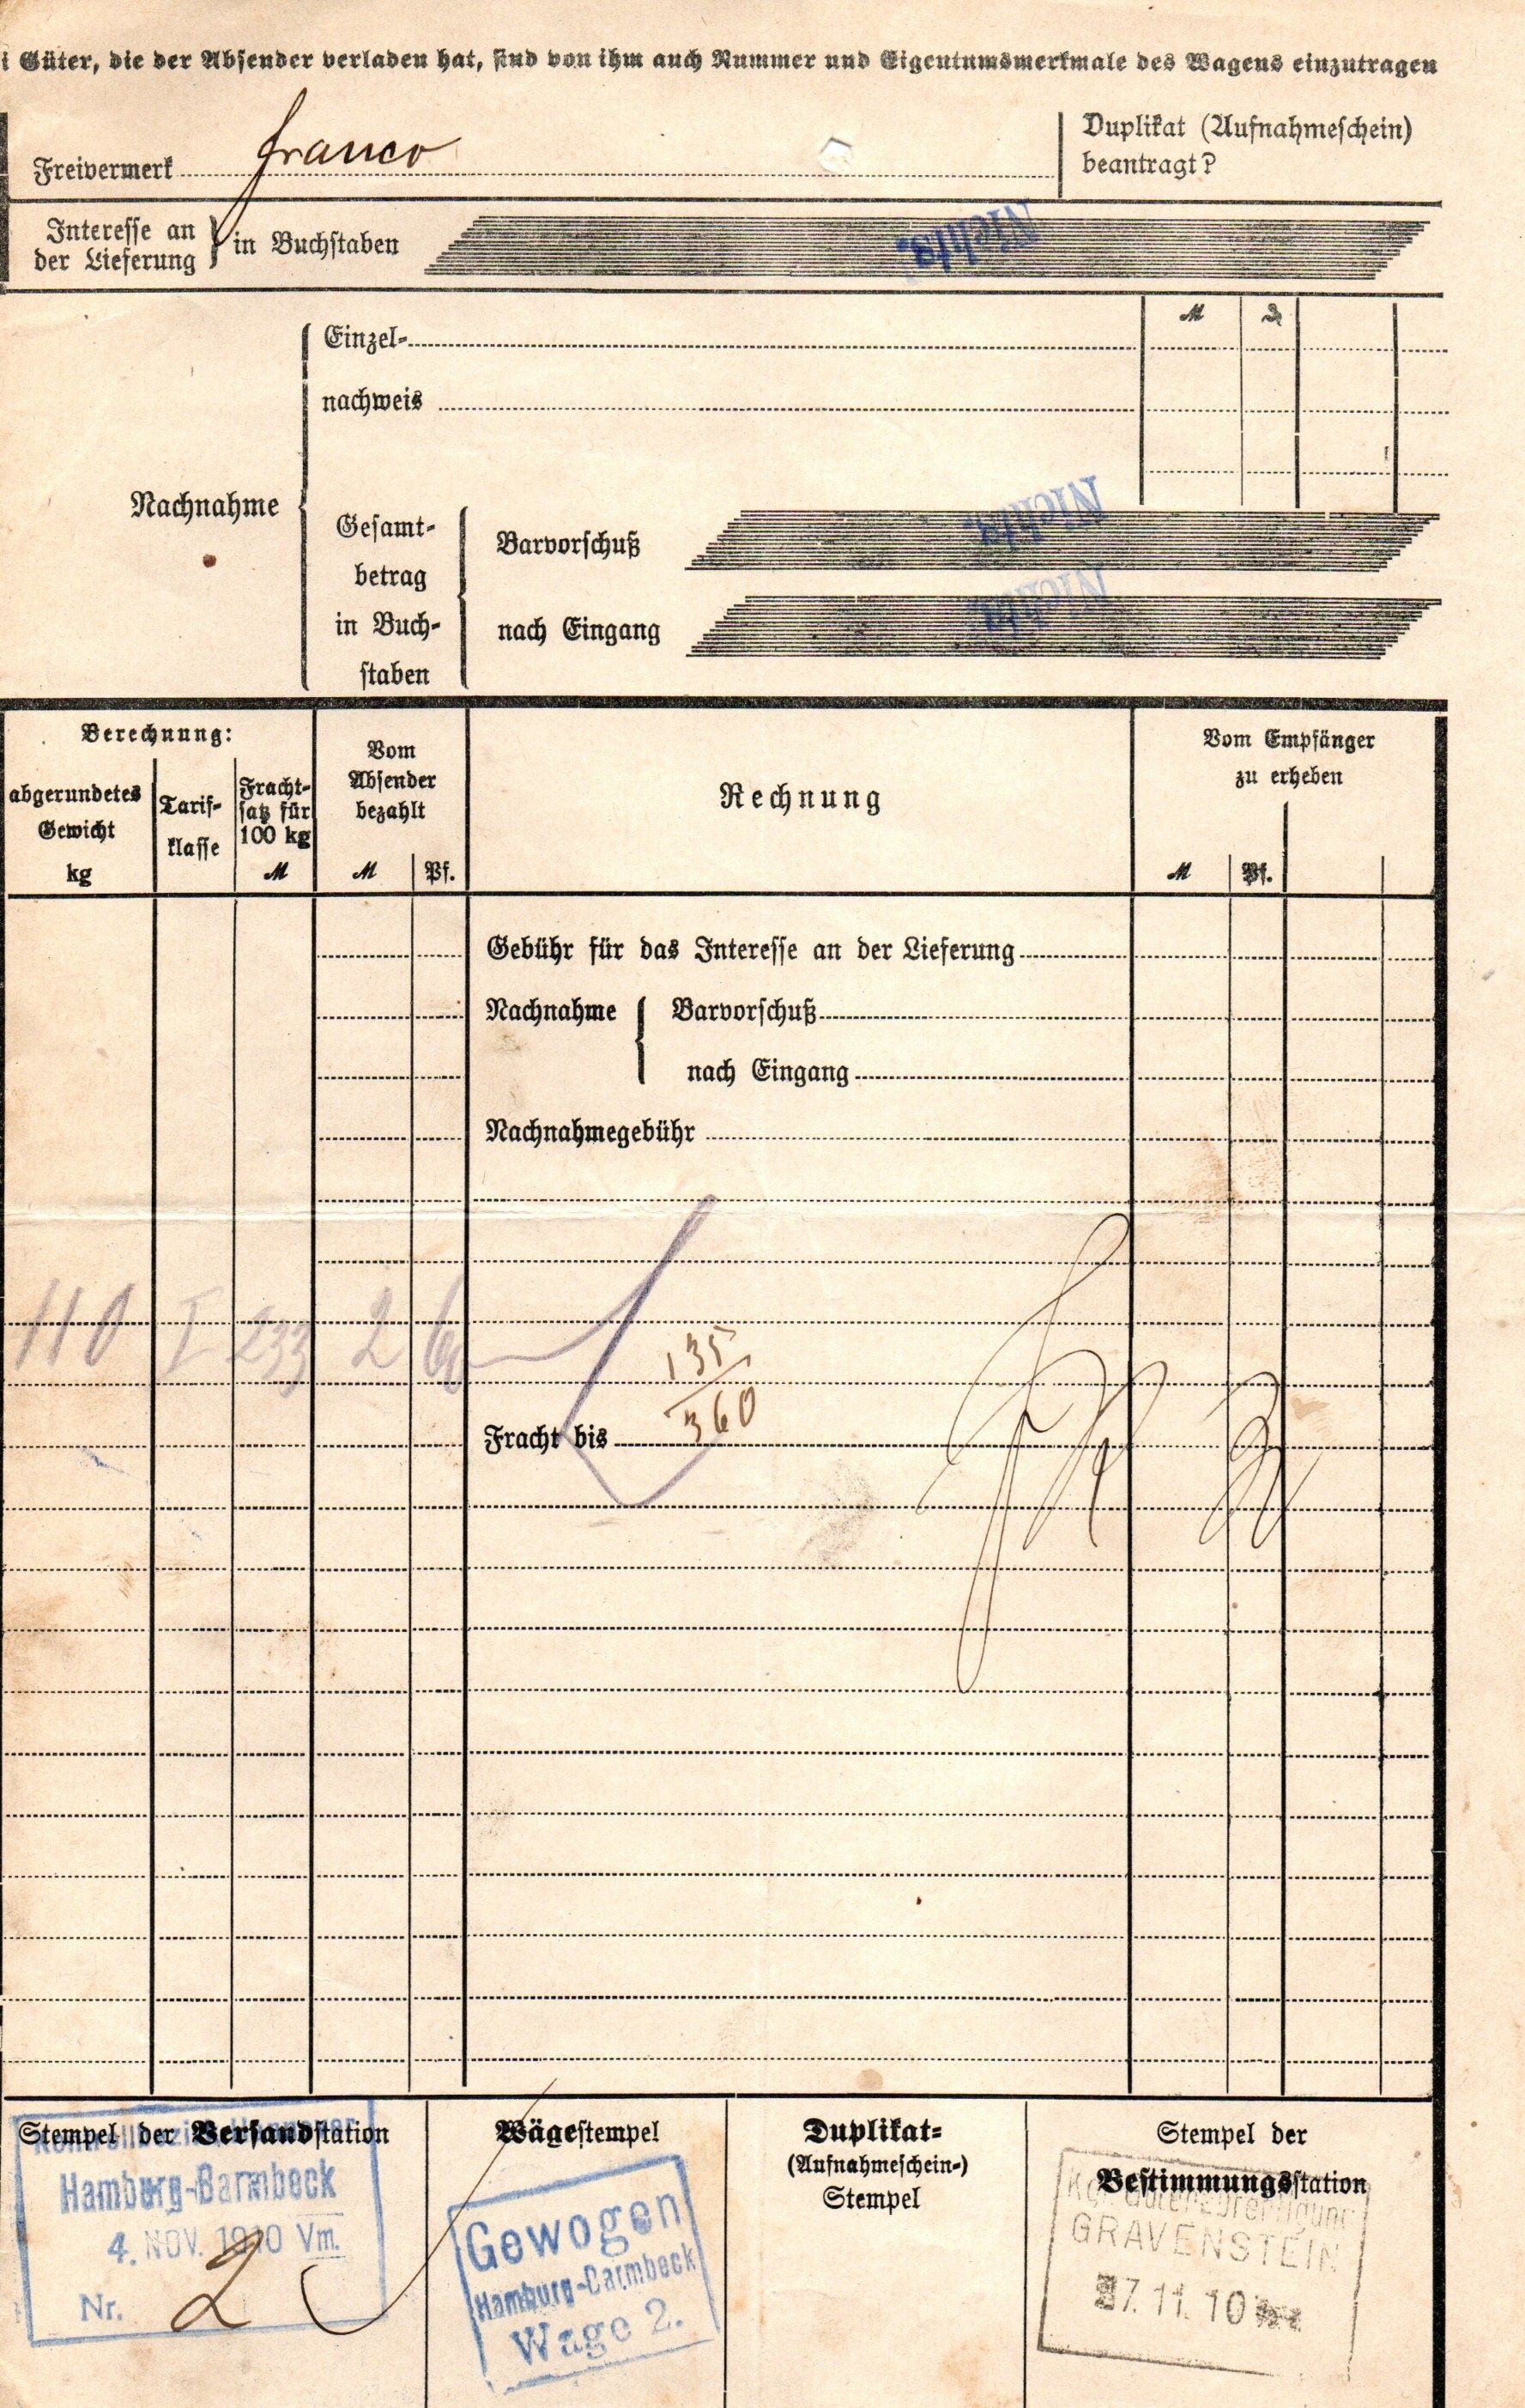 i Güter, die der Absender verladen hat, sind von ihm auch Nummer und Eigentumsmerkmale des Wagens einzutragen
Freivermerk franco
Duplikat (Aufnahmeschein)
beantragt?
Interesse an
der Lieferung
in Buchstaben
Nichts.
M
Nachnahme
Einzel-
nachweis
Gesamt-
betrag
in Buch-
staben
Barvorschuß
Nichts.
nach Eingang
Nichts.
Berechnung:
abgerundetes
Gewicht
kg
Tarif-
klasse
Fracht-
satz für
100 kg
M
Vom
Absender
bezahlt
M Pf.
Rechnung
Vom Empfänger
zu erheben
M Pf.
Gebühr für das Interesse an der Lieferung
Nachnahme
Barvorschuß
nach Eingang
Nachnahmegebühr
110 I 233 2 60
135
360
Fracht bis
Stempel der Versandstation
Hamburg-Barmbeck
4. NOV. 1910 Vm.
Nr. 2
Wägestempel
Gewogen
Hamburg-Barmbeck
Wage 2.
Duplikat-
(Aufnahmeschein-)
Stempel
Stempel der
Bestimmungsstation
GRAVENSTEIN
7.11.10